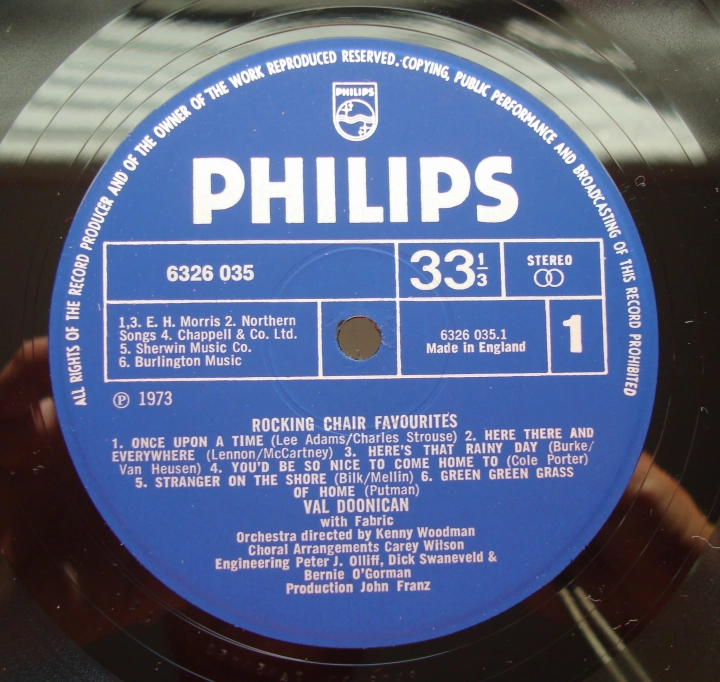 ALL RIGHTS OF THE RECORD PRODUCER AND OF THE OWNER OF THE WORK REPRODUCED RESERVED. COPYING, PUBLIC PERFORMANCE AND BROADCASTING OF THIS RECORD PROHIBITED
PHILIPS
PHILIPS
6326 035
33 1/3
STEREO
1,3. E. H. Morris 2. Northern
Songs 4. Chappell & Co. Ltd.
5. Sherwin Music Co.
6. Burlington Music
6326 035.1
Made in England
1
℗ 1973
ROCKING CHAIR FAVOURITES
1. ONCE UPON A TIME (Lee Adams/Charles Strouse) 2. HERE THERE AND
EVERYWHERE (Lennon/McCartney) 3. HERE'S THAT RAINY DAY (Burke/
Van Heusen) 4. YOU'D BE SO NICE TO COME HOME TO (Cole Porter)
5. STRANGER ON THE SHORE (Bilk/Mellin) 6. GREEN GREEN GRASS
OF HOME (Putman)
VAL DOONICAN
with Fabric
Orchestra directed by Kenny Woodman
Choral Arrangements Carey Wilson
Engineering Peter J. Olliff, Dick Swaneveld &
Bernie O'Gorman
Production John Franz